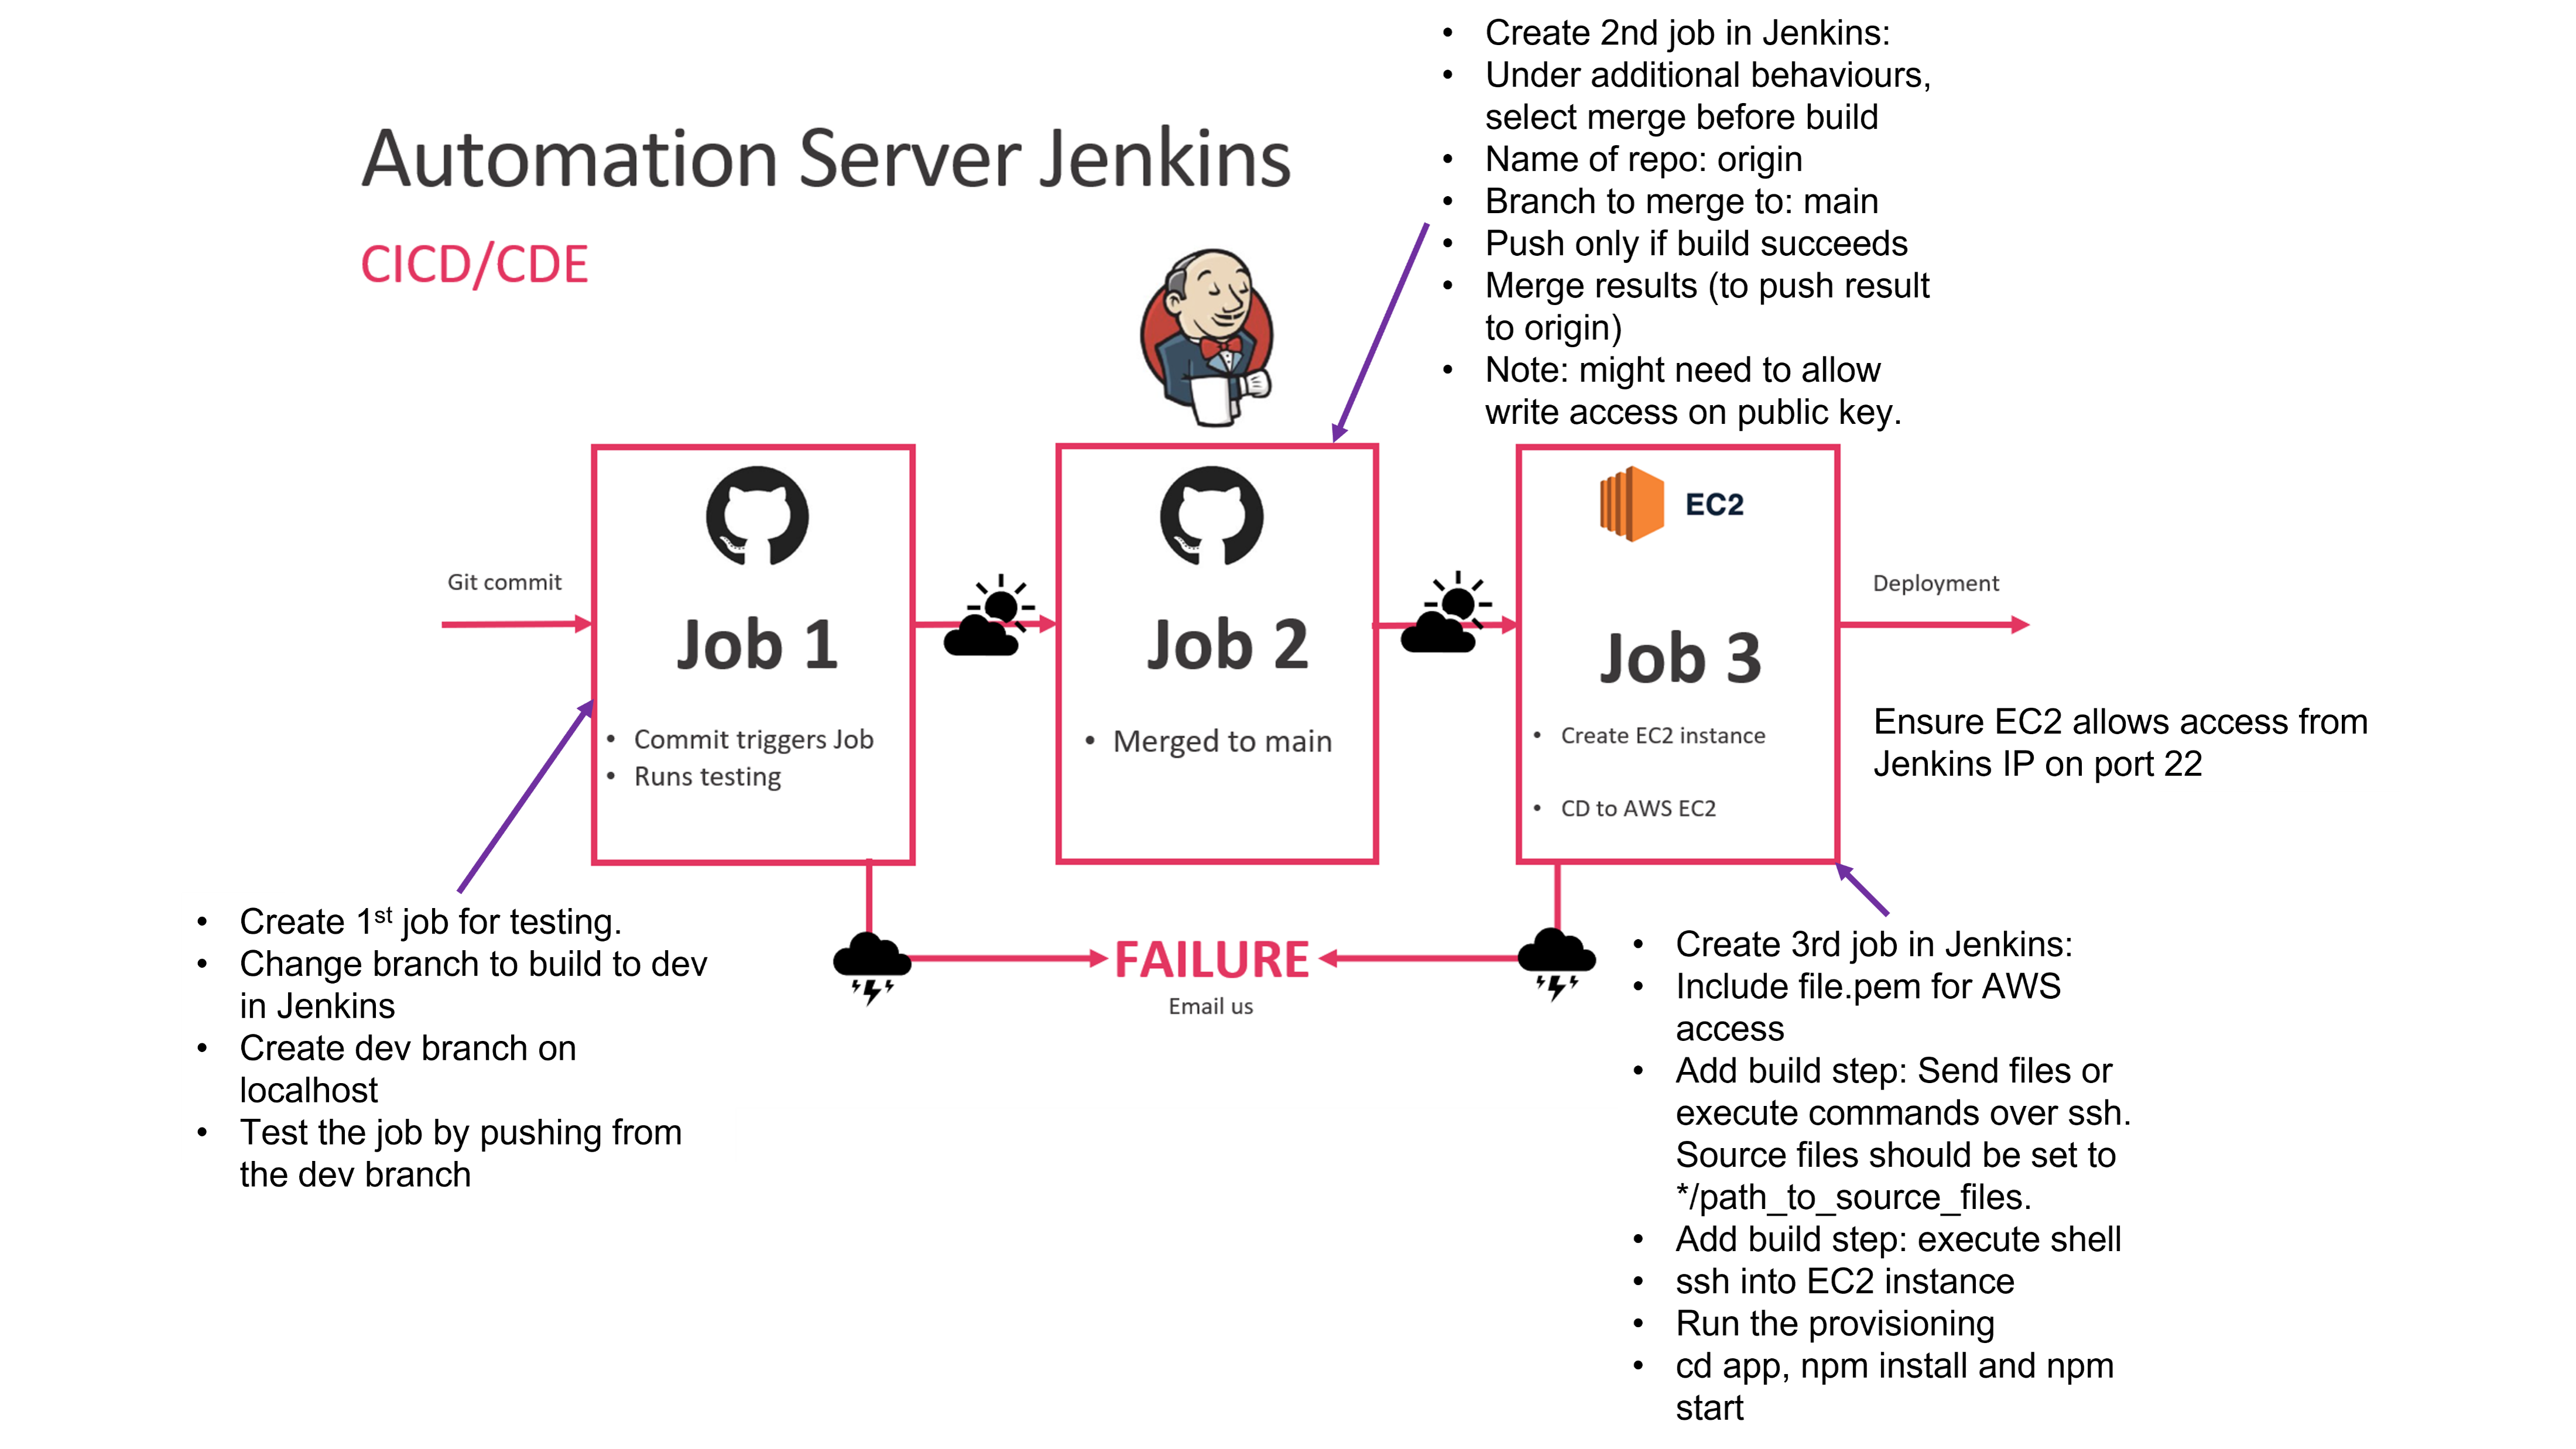 Automation Server Jenkins
CICD/CDE
• Create 2nd job in Jenkins:
• Under additional behaviours,
select merge before build
• Name of repo: origin
• Branch to merge to: main
• Push only if build succeeds
• Merge results (to push result
to origin)
• Note: might need to allow
write access on public key.
Git commit
Job 1
• Commit triggers Job
• Runs testing
Job 2
• Merged to main
EC2
Job 3
• Create EC2 instance
• CD to AWS EC2
Deployment
Ensure EC2 allows access from
Jenkins IP on port 22
FAILURE
Email us
• Create 1st job for testing.
• Change branch to build to dev
in Jenkins
• Create dev branch on
localhost
• Test the job by pushing from
the dev branch
• Create 3rd job in Jenkins:
• Include file.pem for AWS
access
• Add build step: Send files or
execute commands over ssh.
Source files should be set to
*/path_to_source_files.
• Add build step: execute shell
• ssh into EC2 instance
• Run the provisioning
• cd app, npm install and npm
start